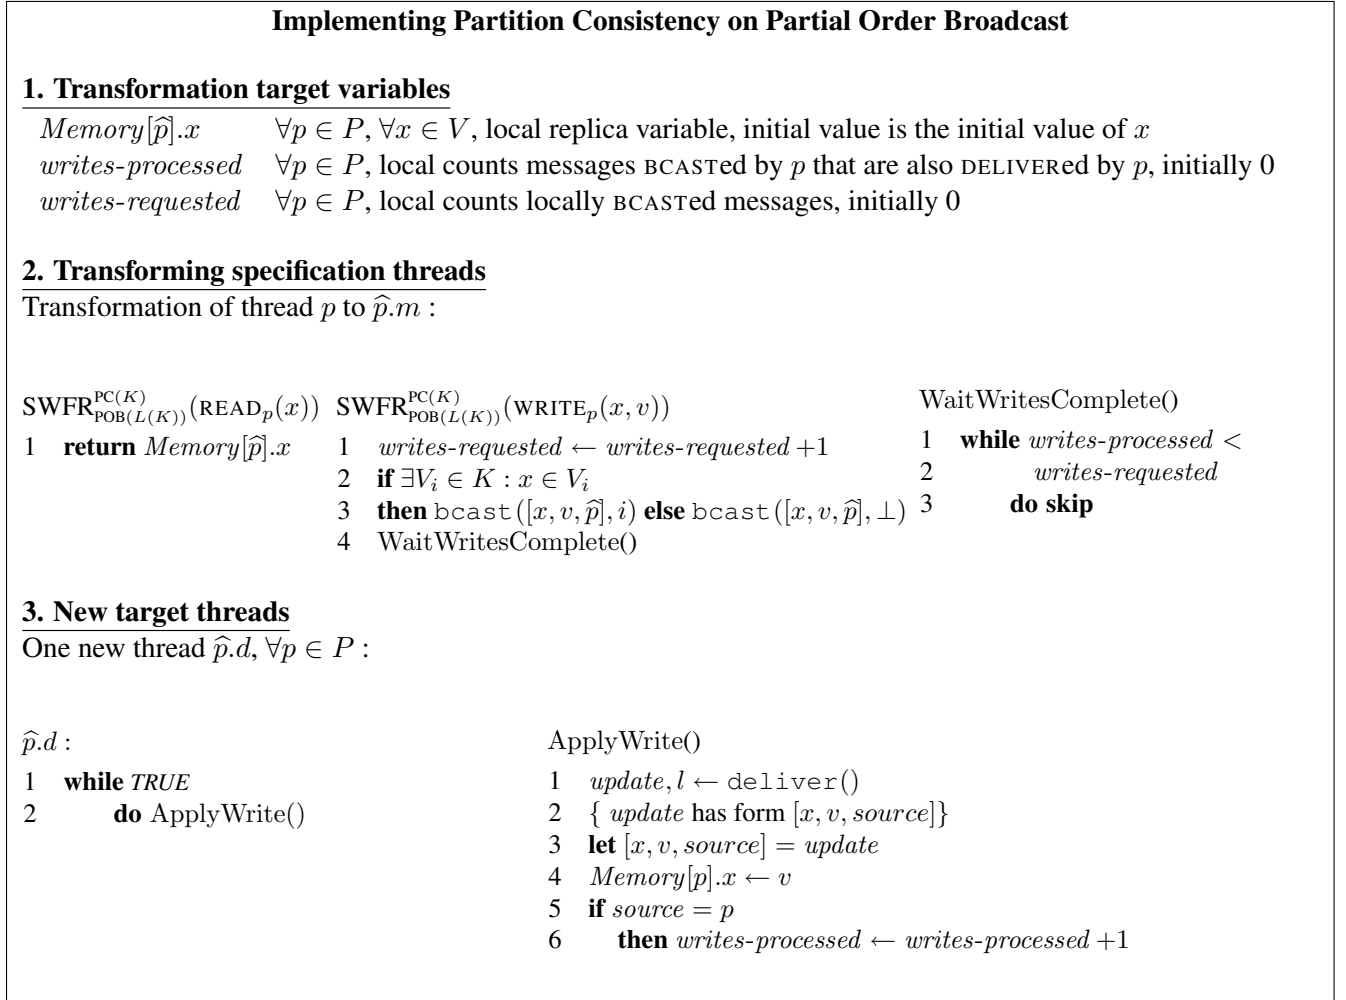 Implementing Partition Consistency on Partial Order Broadcast
1. Transformation target variables
Memory[p̂].x ∀p ∈ P, ∀x ∈ V, local replica variable, initial value is the initial value of x
writes-processed ∀p ∈ P, local counts messages BCASTed by p that are also DELIVERed by p, initially 0
writes-requested ∀p ∈ P, local counts locally BCASTed messages, initially 0
2. Transforming specification threads
Transformation of thread p to p̂.m :
SWFR^{PC(K)}_{POB(L(K))}(READ_p(x))
1 return Memory[p̂].x
SWFR^{PC(K)}_{POB(L(K))}(WRITE_p(x, v))
1 writes-requested ← writes-requested +1
2 if ∃V_i ∈ K : x ∈ V_i
3 then bcast([x, v, p̂], i) else bcast([x, v, p̂], ⊥)
4 WaitWritesComplete()
WaitWritesComplete()
1 while writes-processed <
2 writes-requested
3 do skip
3. New target threads
One new thread p̂.d, ∀p ∈ P :
p̂.d :
1 while TRUE
2 do ApplyWrite()
ApplyWrite()
1 update, l ← deliver()
2 { update has form [x, v, source]}
3 let [x, v, source] = update
4 Memory[p].x ← v
5 if source = p
6 then writes-processed ← writes-processed +1